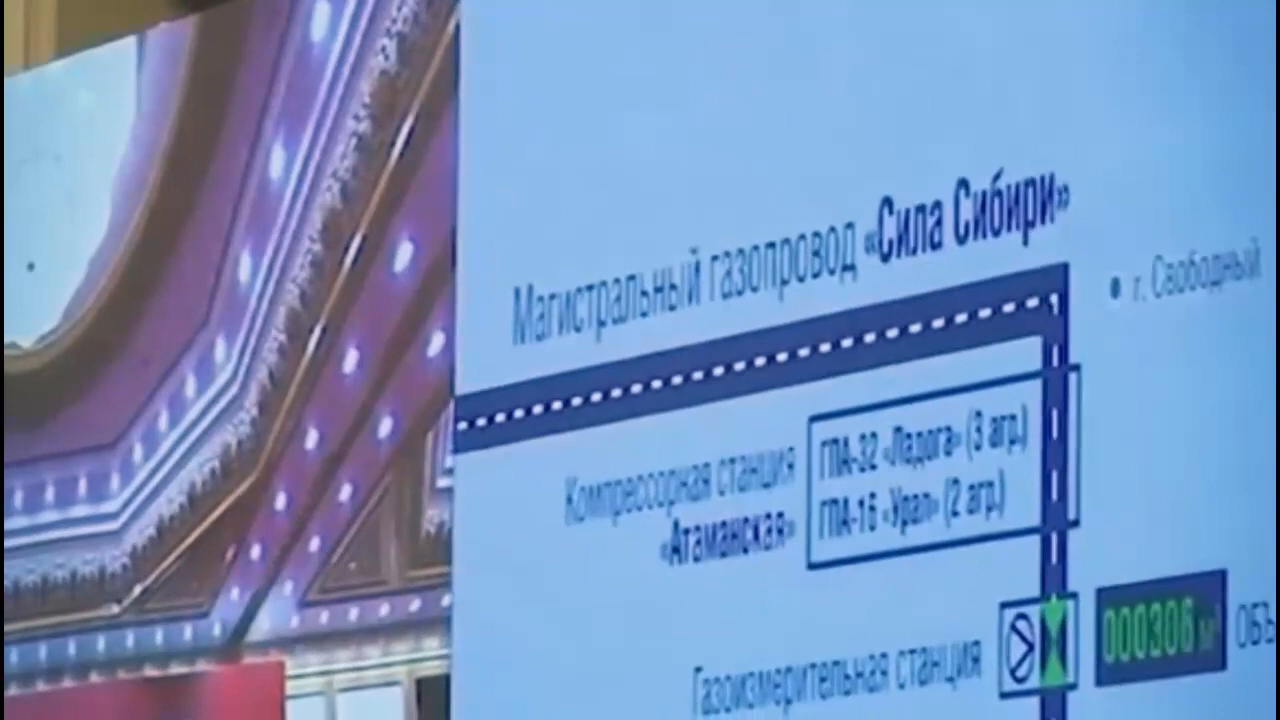 Магистральный газопровод «Сила Сибири»
г. Свободный
Компрессорная станция
«Атаманская»
ГПА-32 «Ладога» (3 агр.)
ГПА-16 «Урал» (2 агр.)
Газоизмерительная станция
000306 м³
ОБЪ